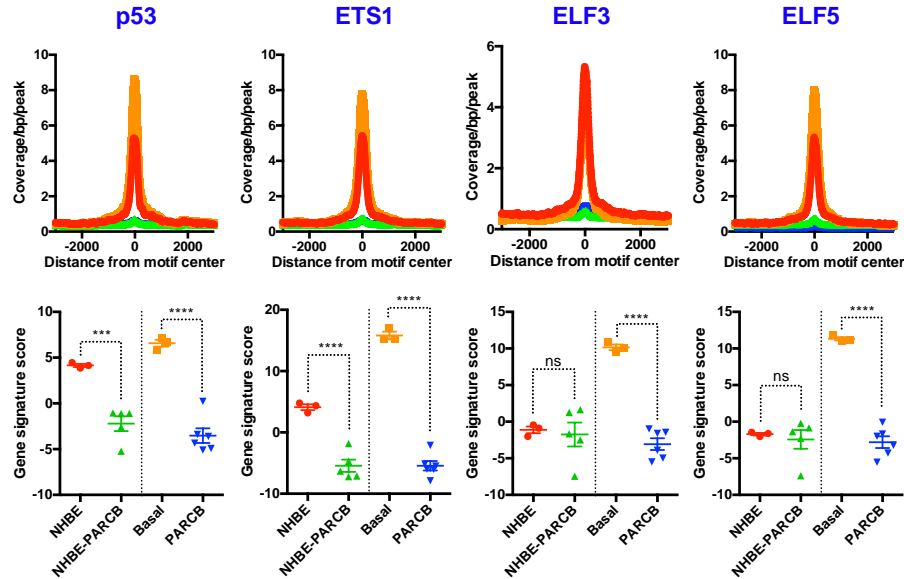 p53 ETS1 ELF3 ELF5
Coverage/bp/peak
10
8
6
4
2
0
-2000 0 2000
Distance from motif center
Coverage/bp/peak
10
8
6
4
2
0
-2000 0 2000
Distance from motif center
Coverage/bp/peak
6
4
2
0
-2000 0 2000
Distance from motif center
Coverage/bp/peak
10
8
6
4
2
0
-2000 0 2000
Distance from motif center
Gene signature score
10
5
0
-5
-10
*** ****
NHBE NHBE-PARCB Basal PARCB
Gene signature score
20
10
0
-10
**** ****
NHBE NHBE-PARCB Basal PARCB
Gene signature score
15
10
5
0
-5
-10
ns ****
NHBE NHBE-PARCB Basal PARCB
Gene signature score
15
10
5
0
-5
-10
ns ****
NHBE NHBE-PARCB Basal PARCB